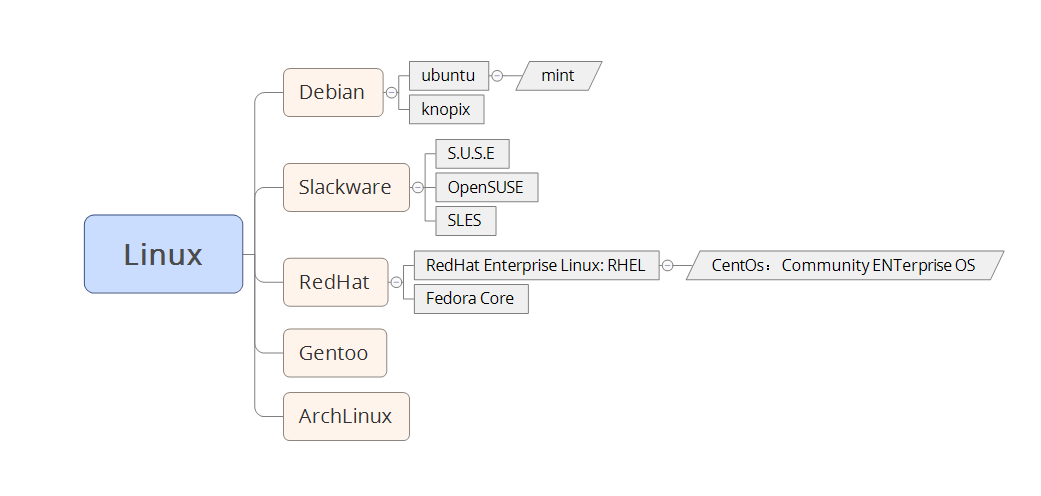 Linux
Debian
ubuntu
mint
knopix
Slackware
S.U.S.E
OpenSUSE
SLES
RedHat
RedHat Enterprise Linux: RHEL
CentOs： Community ENTerprise OS
Fedora Core
Gentoo
ArchLinux